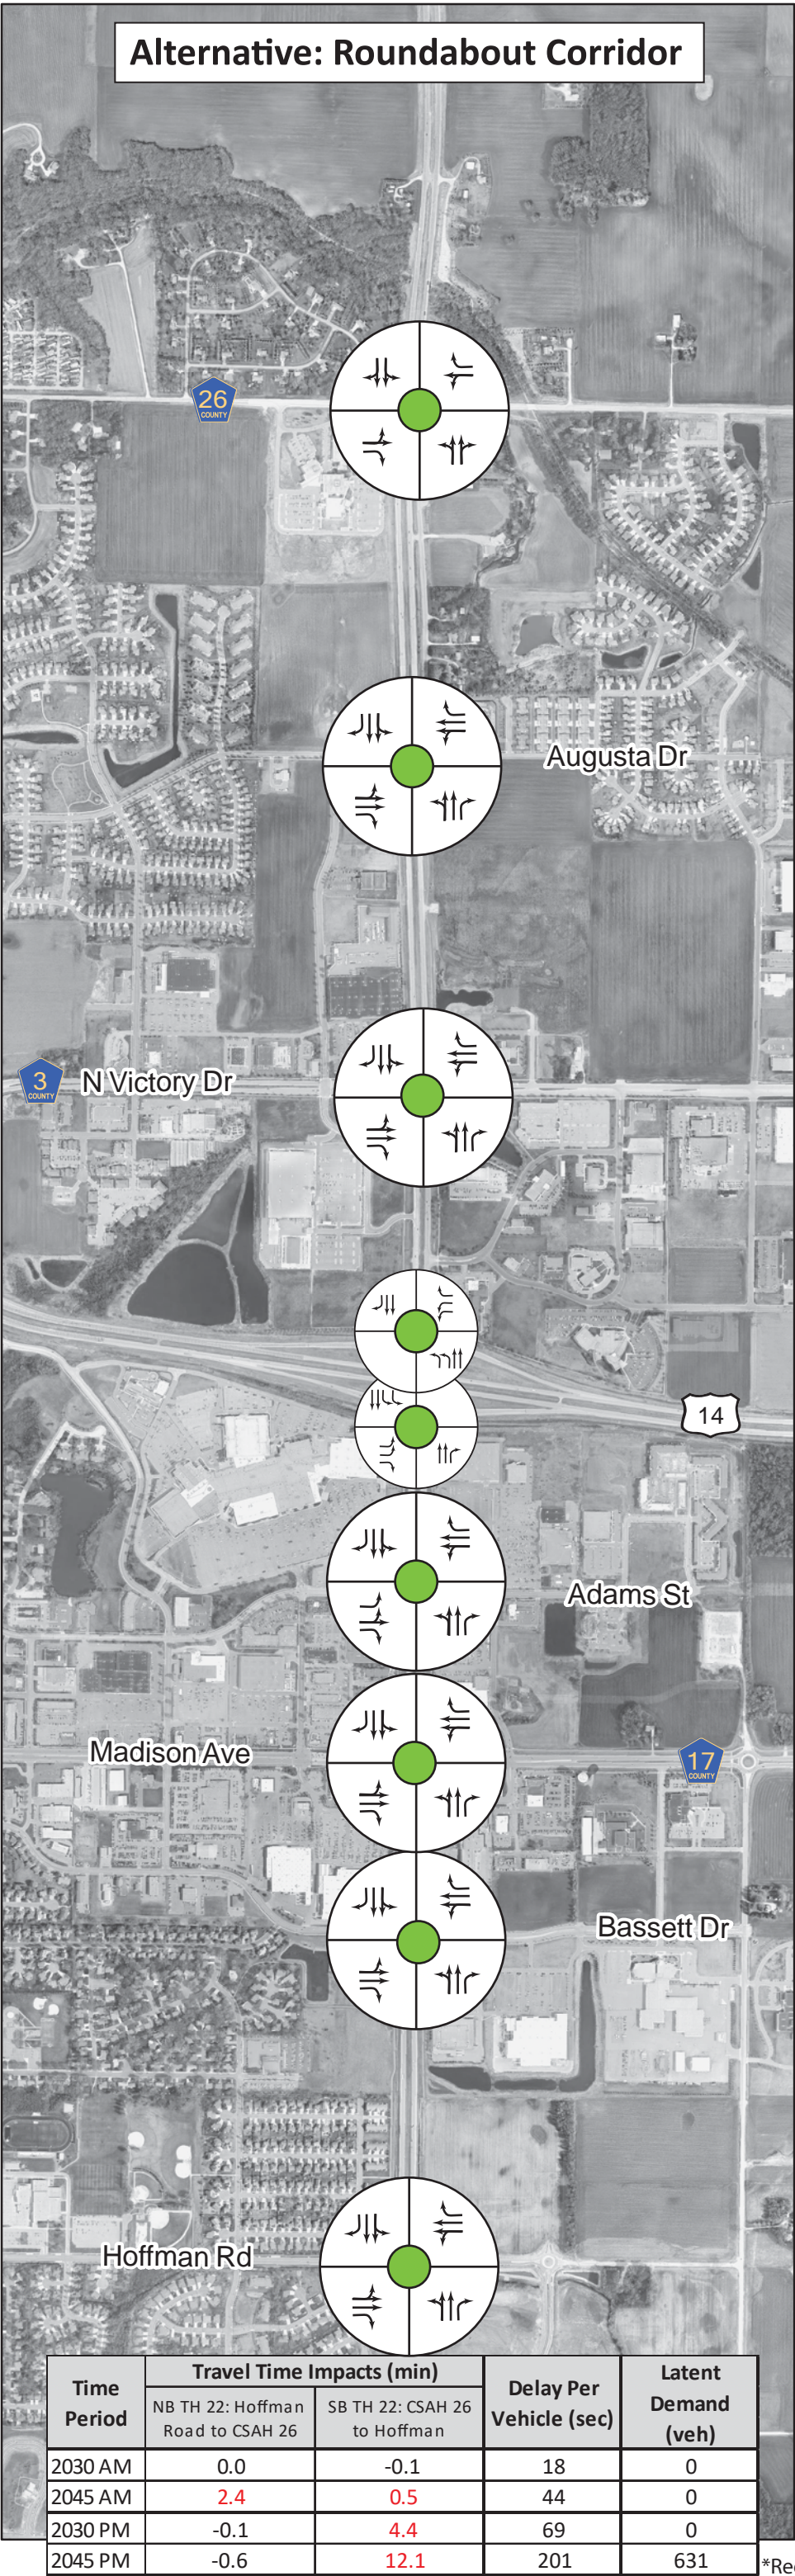 Alternative: Roundabout Corridor
26
COUNTY
Augusta Dr
3
COUNTY
N Victory Dr
14
Adams St
Madison Ave
17
COUNTY
Bassett Dr
Hoffman Rd
Time Period
Travel Time Impacts (min)
NB TH 22: Hoffman Road to CSAH 26
SB TH 22: CSAH 26 to Hoffman
Delay Per Vehicle (sec)
Latent Demand (veh)
2030 AM 0.0 -0.1 18 0
2045 AM 2.4 0.5 44 0
2030 PM -0.1 4.4 69 0
2045 PM -0.6 12.1 201 631